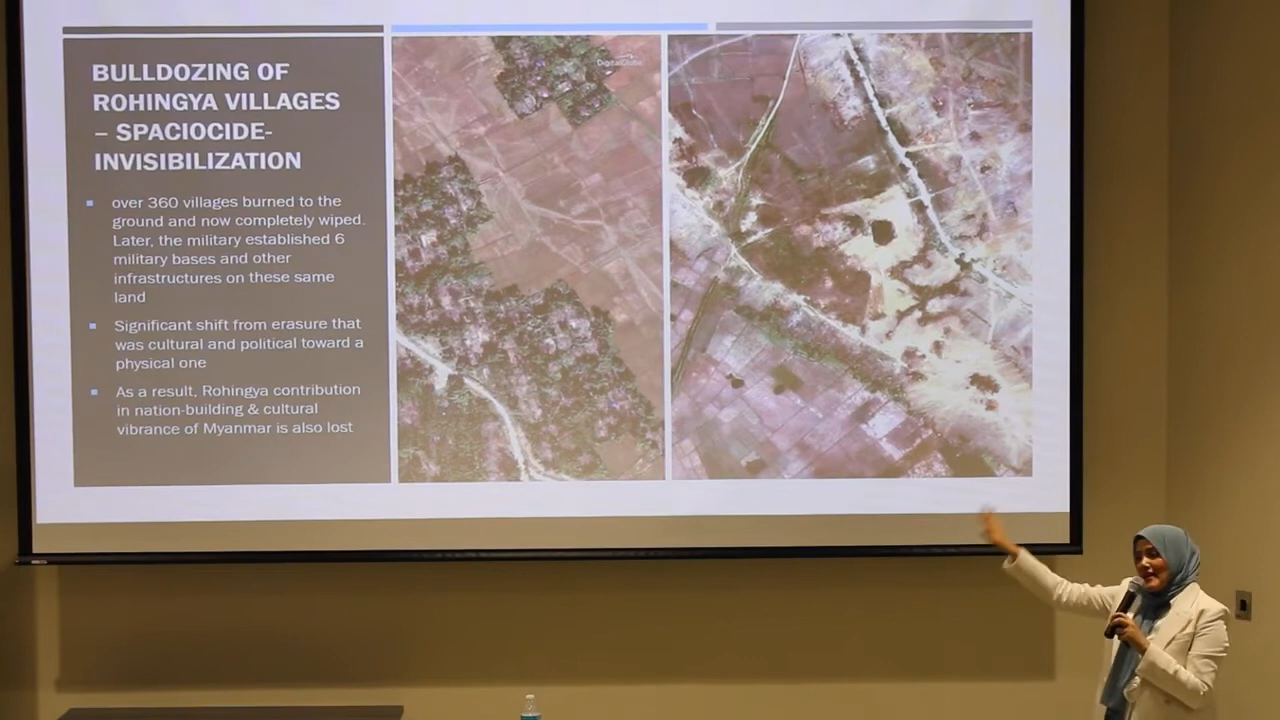 BULLDOZING OF
ROHINGYA VILLAGES
– SPACIOCIDE-
INVISIBILIZATION
over 360 villages burned to the
ground and now completely wiped.
Later, the military established 6
military bases and other
infrastructures on these same
land
Significant shift from erasure that
was cultural and political toward a
physical one
As a result, Rohingya contribution
in nation-building & cultural
vibrance of Myanmar is also lost
DigitalGlobe